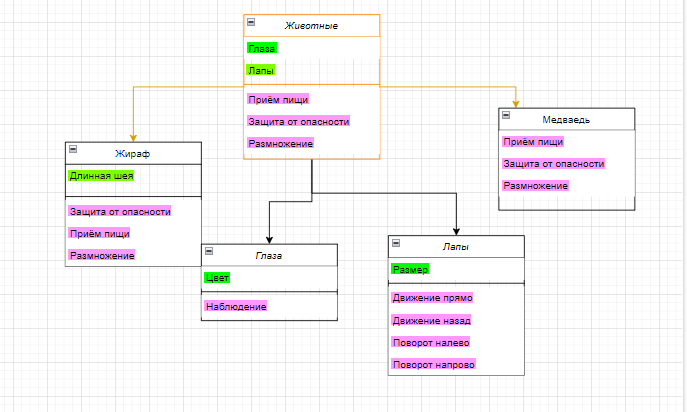 Животные
Глаза
Лапы
Приём пищи
Защита от опасности
Размножение
Медваедь
Приём пищи
Защита от опасности
Размножение
Жираф
Длинная шея
Защита от опасности
Приём пищи
Размножение
Глаза
Цвет
Наблюдение
Лапы
Размер
Движение прямо
Движение назад
Поворот налево
Поворот напрово